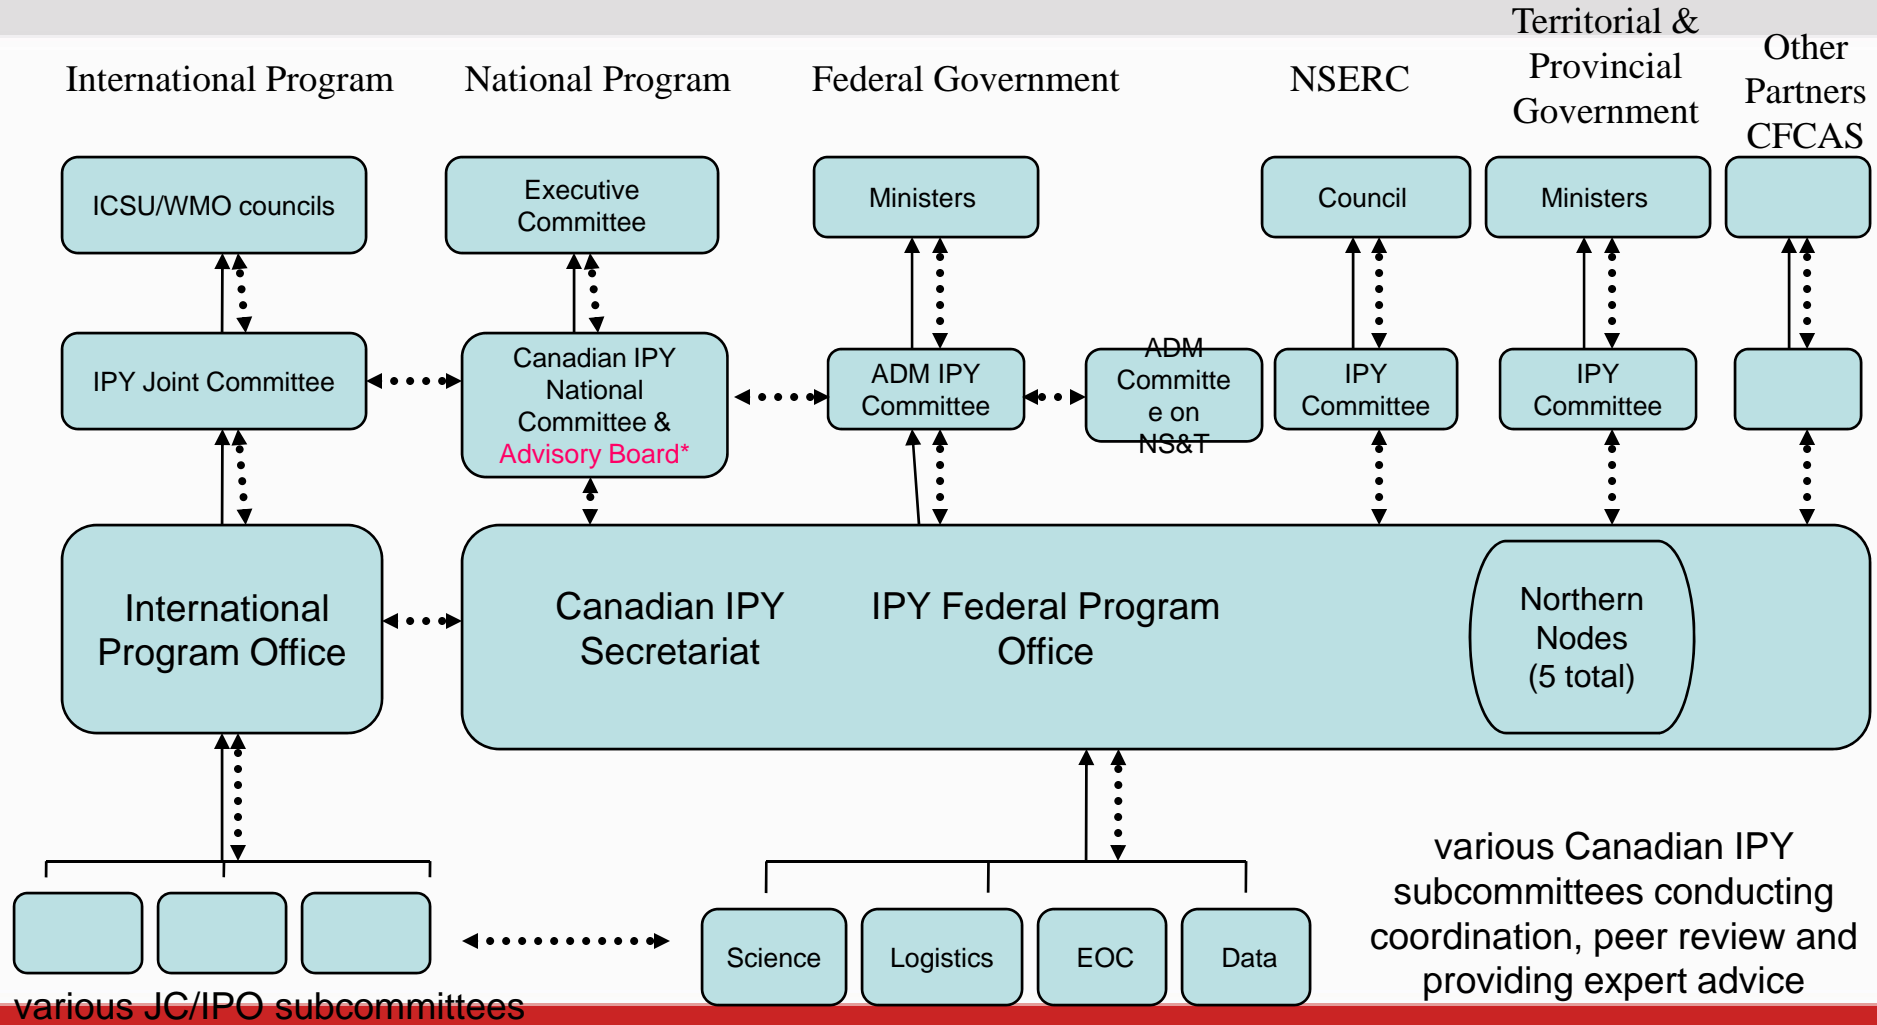 International Program
National Program
Federal Government
NSERC
Territorial &
Provincial
Government
Other
Partners
CFCAS
ICSU/WMO councils
Executive
Committee
Ministers
Council
Ministers
IPY Joint Committee
Canadian IPY
National
Committee &
Advisory Board*
ADM IPY
Committee
ADM
Committe
e on
NS&T
IPY
Committee
IPY
Committee
International
Program Office
Canadian IPY
Secretariat
IPY Federal Program
Office
Northern
Nodes
(5 total)
Science
Logistics
EOC
Data
various Canadian IPY
subcommittees conducting
coordination, peer review and
providing expert advice
various JC/IPO subcommittees